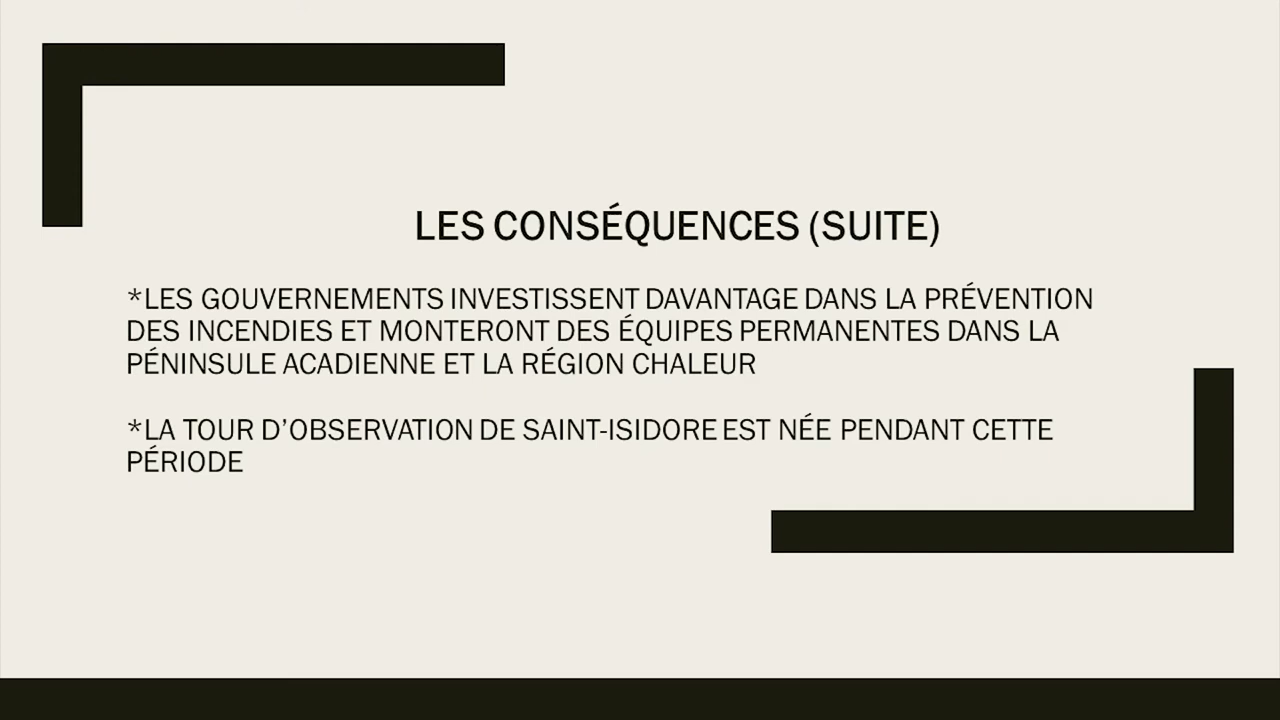 LES CONSÉQUENCES (SUITE)
*LES GOUVERNEMENTS INVESTISSENT DAVANTAGE DANS LA PRÉVENTION
DES INCENDIES ET MONTERONT DES ÉQUIPES PERMANENTES DANS LA
PÉNINSULE ACADIENNE ET LA RÉGION CHALEUR
*LA TOUR D’OBSERVATION DE SAINT-ISIDORE EST NÉE PENDANT CETTE
PÉRIODE